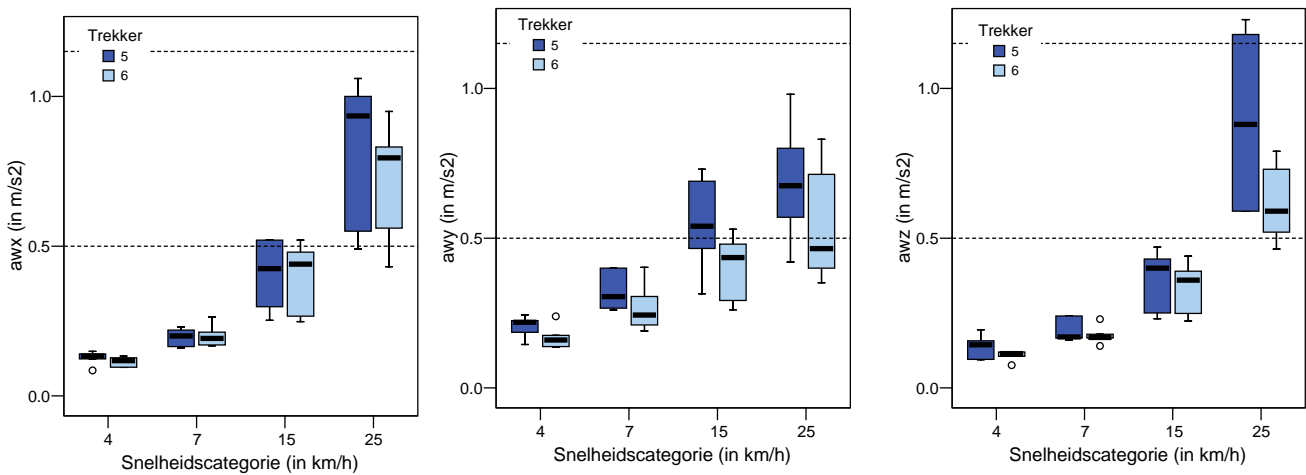 awx (in m/s2)
1.0
0.5
0.0
Trekker
5
6
4 7 15 25
Snelheidscategorie (in km/h)
awy (in m/s2)
1.0
0.5
0.0
Trekker
5
6
4 7 15 25
Snelheidscategorie (in km/h)
awz (in m/s2)
1.0
0.5
0.0
Trekker
5
6
4 7 15 25
Snelheidscategorie (in km/h)